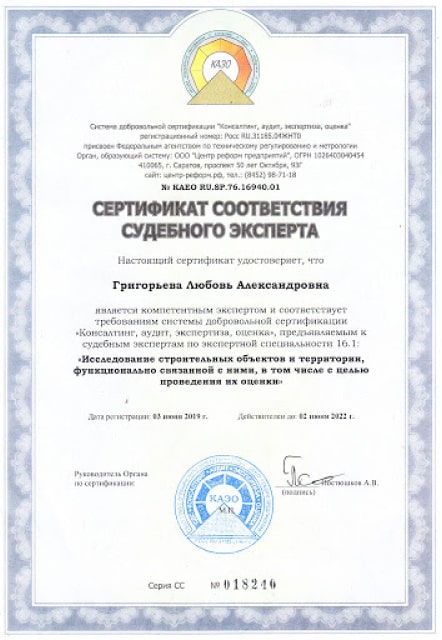 КАЭО
Система добровольной сертификации "Консалтинг, аудит, экспертиза, оценка"
регистрационный номер: Росс RU.31185.04ЖНТ0
присвоен Федеральным агентством по техническому регулированию и метрологии
Орган, образующий систему: ООО "Центр реформ предприятий", ОГРН 1026403040454
410065, г. Саратов, проспект 50 лет Октября, 93Г
сайт: центр-реформ.рф, тел.: (8452) 98-71-18
№ КАЕО RU.SP.76.16940.01
СЕРТИФИКАТ СООТВЕТСТВИЯ
СУДЕБНОГО ЭКСПЕРТА
Настоящий сертификат удостоверяет, что
Григорьева Любовь Александровна
является компетентным экспертом и соответствует
требованиям системы добровольной сертификации
«Консалтинг, аудит, экспертиза, оценка», предъявляемым к
судебным экспертам по экспертной специальности 16.1:
«Исследование строительных объектов и территории,
функционально связанной с ними, в том числе с целью
проведения их оценки»
Дата регистрации: 03 июня 2019 г. Действителен до: 02 июня 2022 г.
Руководитель Органа
по сертификации:
Постюшков А.В.
(подпись)
КАЭО
М.П.
Серия СС № 018240